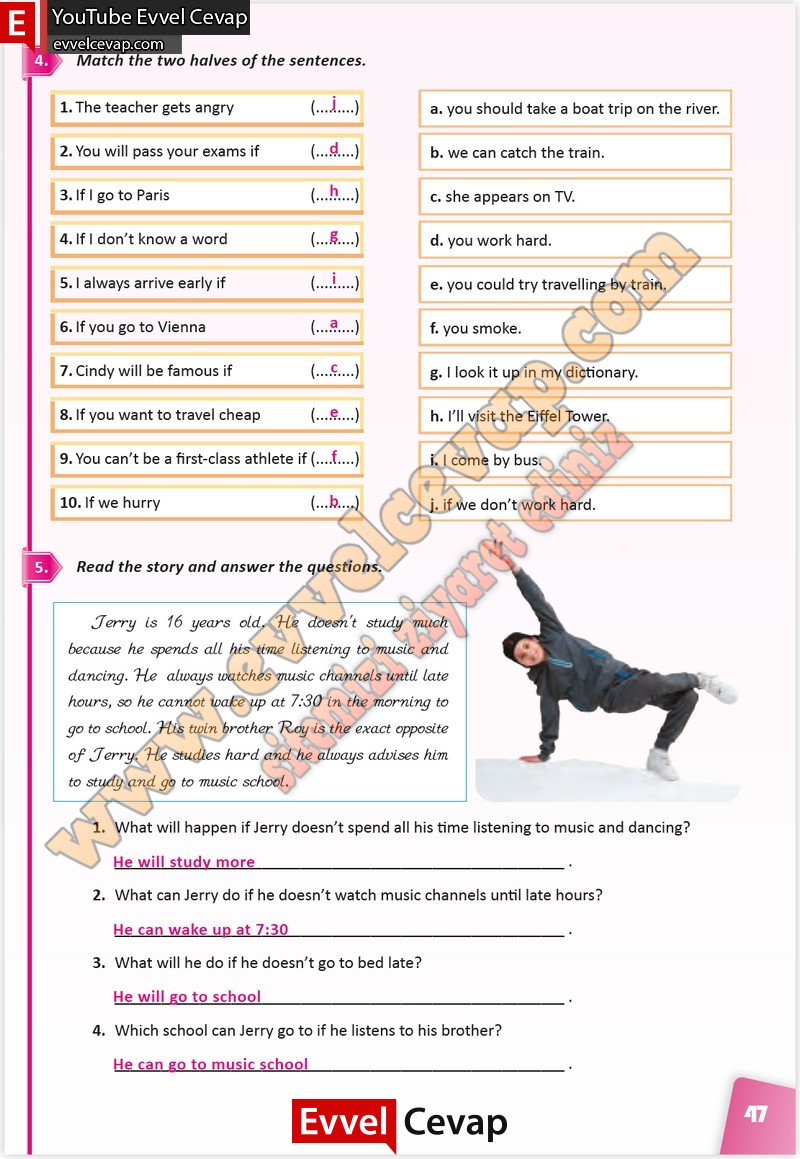 E YouTube Evvel Cevap
evvelcevap.com
4. Match the two halves of the sentences.
1. The teacher gets angry (....j....)
2. You will pass your exams if (....d....)
3. If I go to Paris (....h....)
4. If I don't know a word (....g....)
5. I always arrive early if (....i....)
6. If you go to Vienna (....a....)
7. Cindy will be famous if (....c....)
8. If you want to travel cheap (....e....)
9. You can't be a first-class athlete if (....f....)
10. If we hurry (....b....)
a. you should take a boat trip on the river.
b. we can catch the train.
c. she appears on TV.
d. you work hard.
e. you could try travelling by train.
f. you smoke.
g. I look it up in my dictionary.
h. I'll visit the Eiffel Tower.
i. I come by bus.
j. if we don't work hard.
5. Read the story and answer the questions.
Jerry is 16 years old. He doesn't study much
because he spends all his time listening to music and
dancing. He always watches music channels until late
hours, so he cannot wake up at 7:30 in the morning to
go to school. His twin brother Roy is the exact opposite
of Jerry. He studies hard and he always advises him
to study and go to music school.
1. What will happen if Jerry doesn't spend all his time listening to music and dancing?
He will study more .
2. What can Jerry do if he doesn't watch music channels until late hours?
He can wake up at 7:30 .
3. What will he do if he doesn't go to bed late?
He will go to school .
4. Which school can Jerry go to if he listens to his brother?
He can go to music school .
www.evvelcevap.com
sitemizi ziyaret ediniz
Evvel Cevap
47